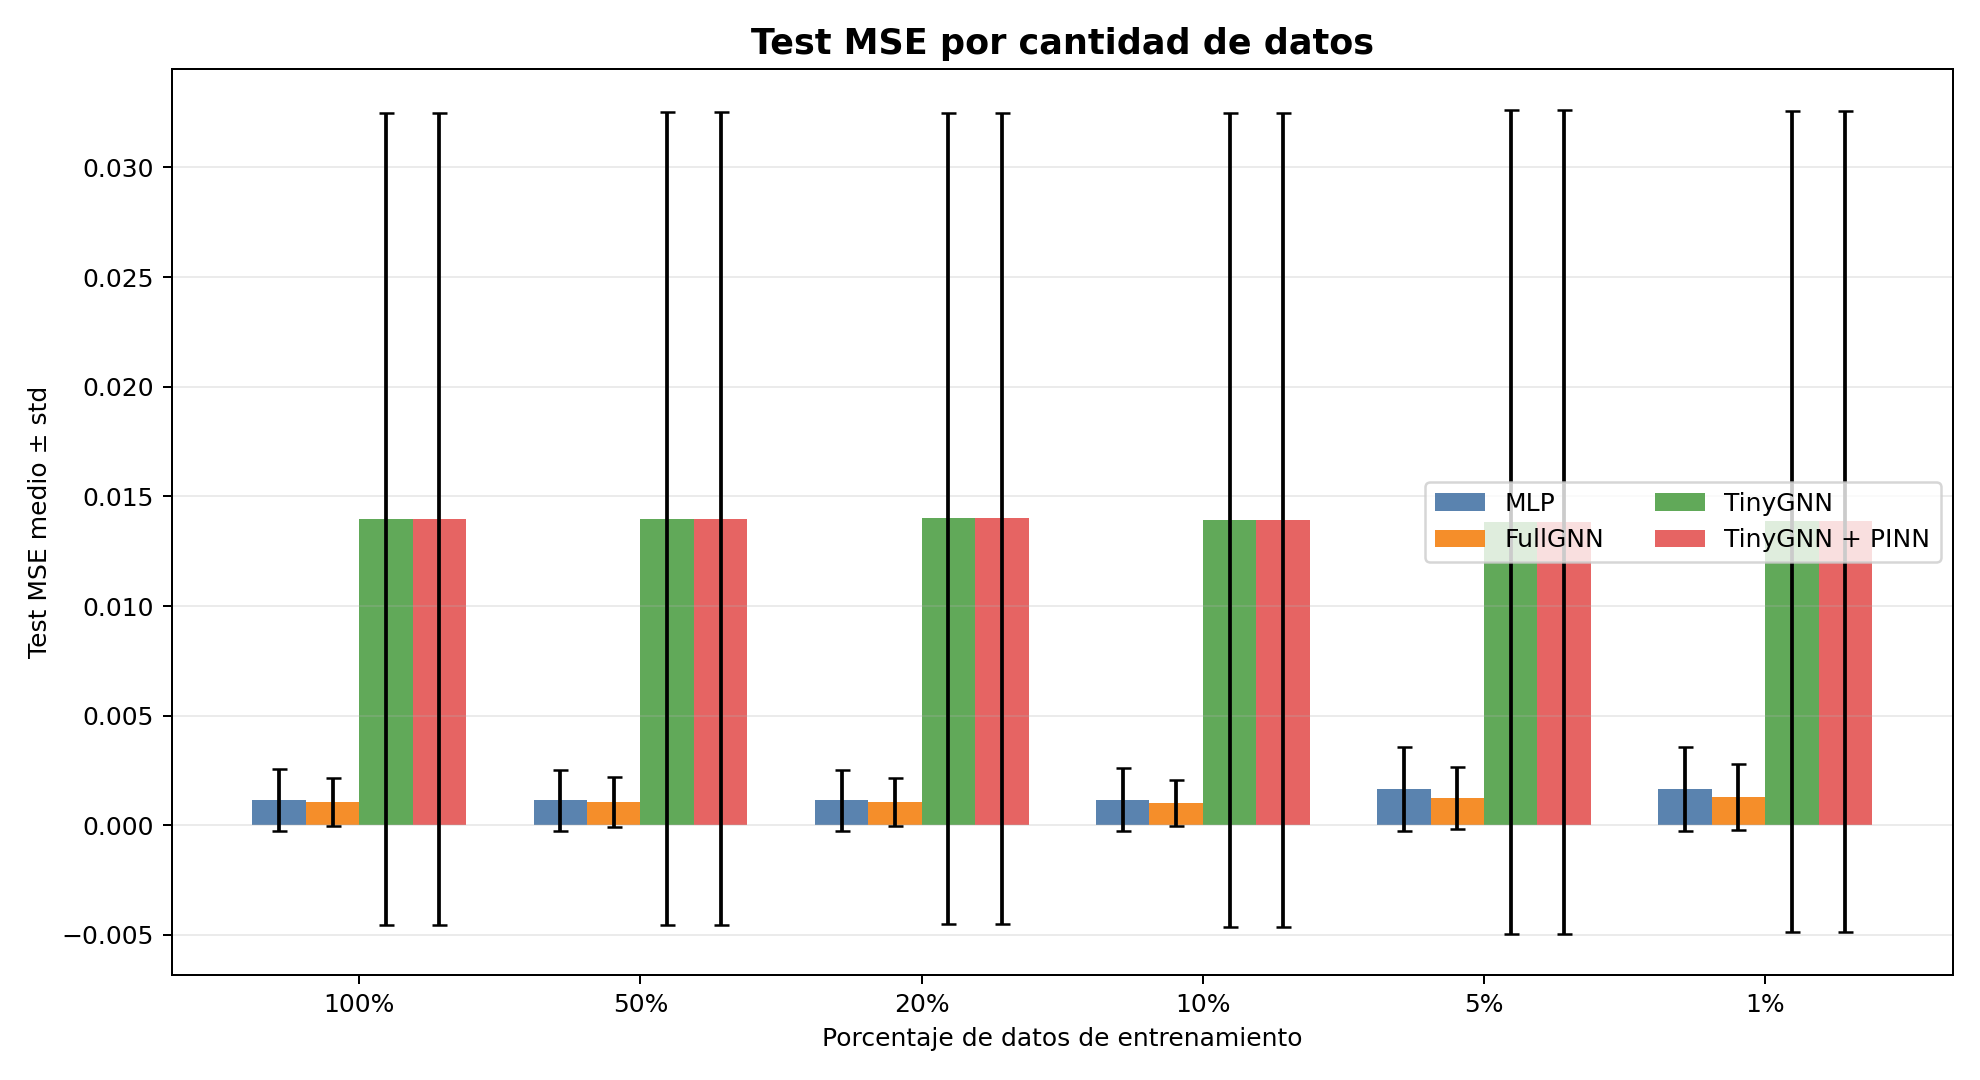 Test MSE por cantidad de datos
Test MSE medio ± std
0.030
0.025
0.020
0.015
0.010
0.005
0.000
−0.005
MLP
FullGNN
TinyGNN
TinyGNN + PINN
100% 50% 20% 10% 5% 1%
Porcentaje de datos de entrenamiento